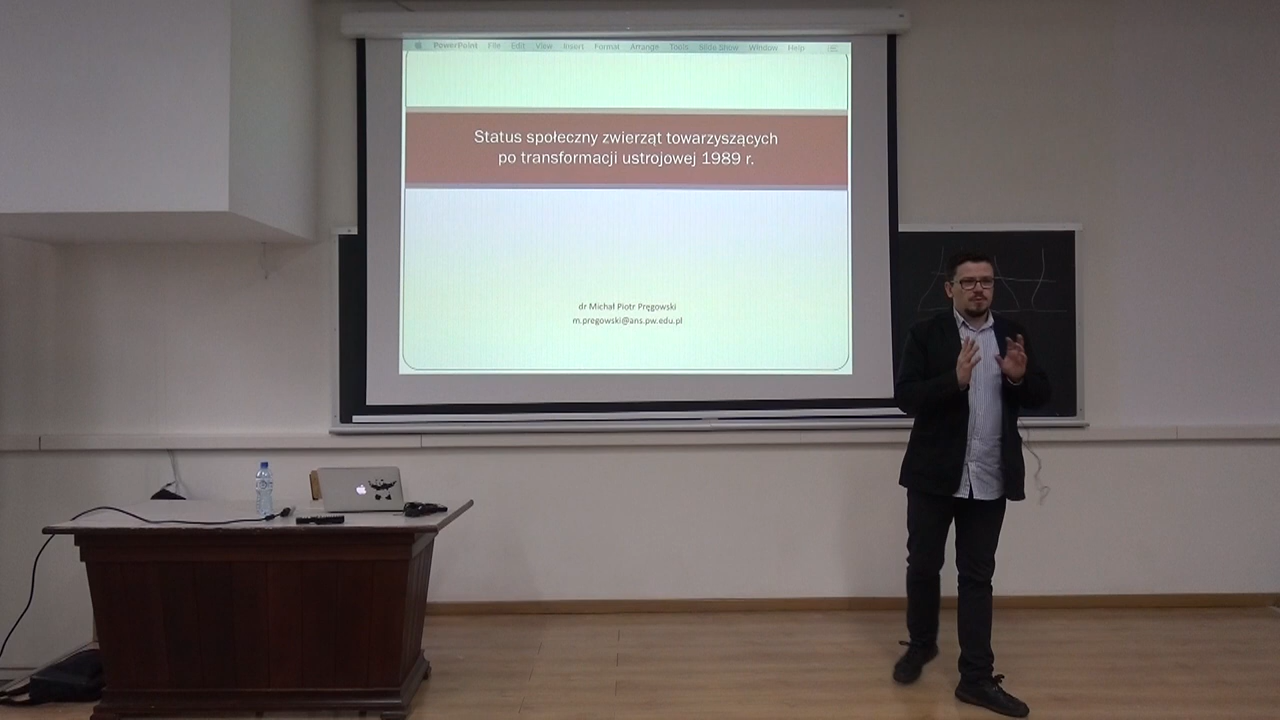 PowerPoint File Edit View Insert Format Arrange Tools Slide Show Window Help
Status społeczny zwierząt towarzyszących
po transformacji ustrojowej 1989 r.
dr Michał Piotr Pręgowski
m.pregowski@ans.pw.edu.pl